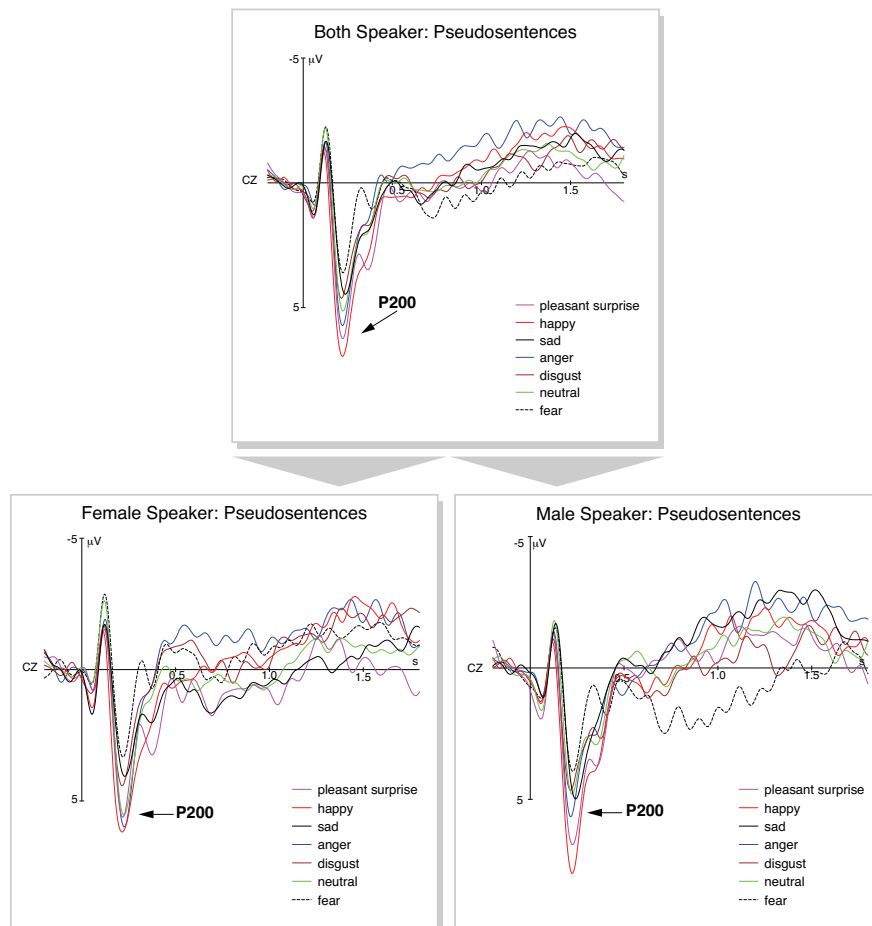 Both Speaker: Pseudosentences
-5
µV
CZ
0.5
1.0
1.5
s
5
P200
pleasant surprise
happy
sad
anger
disgust
neutral
fear
Female Speaker: Pseudosentences
-5
µV
CZ
0.5
1.0
1.5
s
5
P200
pleasant surprise
happy
sad
anger
disgust
neutral
fear
Male Speaker: Pseudosentences
-5
µV
CZ
0.5
1.0
1.5
s
5
P200
pleasant surprise
happy
sad
anger
disgust
neutral
fear